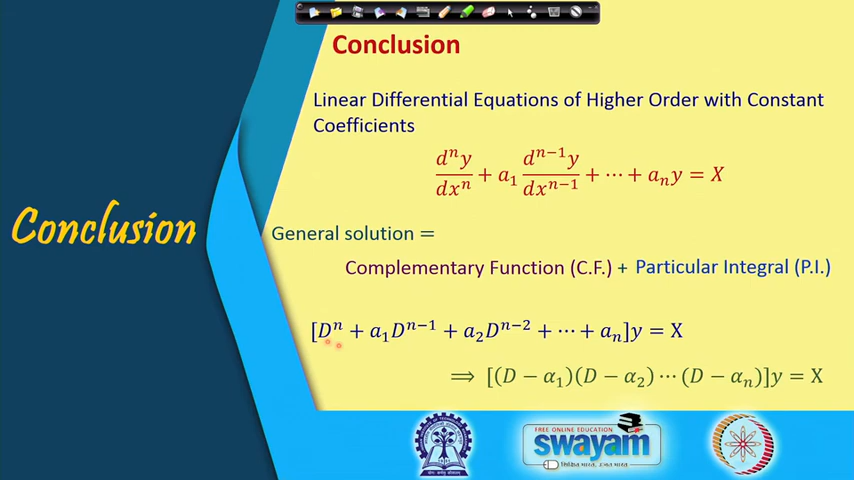 Conclusion
Conclusion
Linear Differential Equations of Higher Order with Constant
Coefficients
dⁿy/dxⁿ + a₁ dⁿ⁻¹y/dxⁿ⁻¹ + ⋯ + aₙy = X
General solution =
Complementary Function (C.F.) + Particular Integral (P.I.)
[Dⁿ + a₁Dⁿ⁻¹ + a₂Dⁿ⁻² + ⋯ + aₙ]y = X
⟹ [(D − α₁)(D − α₂) ⋯ (D − αₙ)]y = X
FREE ONLINE EDUCATION
swayam